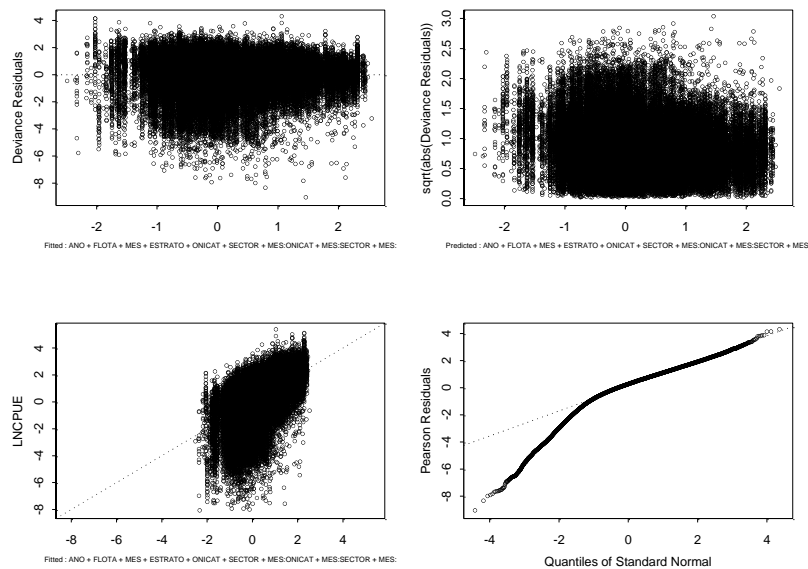 Deviance Residuals
4
2
0
-2
-4
-6
-8
-2 -1 0 1 2
Fitted : ANO + FLOTA + MES + ESTRATO + ONICAT + SECTOR + MES:ONICAT + MES:SECTOR + MES:
sqrt(abs(Deviance Residuals))
3.0
2.5
2.0
1.5
1.0
0.5
0.0
-2 -1 0 1 2
Predicted : ANO + FLOTA + MES + ESTRATO + ONICAT + SECTOR + MES:ONICAT + MES:SECTOR + MES:
LNCPUE
4
2
0
-2
-4
-6
-8
-8 -6 -4 -2 0 2 4
Fitted : ANO + FLOTA + MES + ESTRATO + ONICAT + SECTOR + MES:ONICAT + MES:SECTOR + MES:
Pearson Residuals
4
2
0
-2
-4
-6
-8
-4 -2 0 2 4
Quantiles of Standard Normal